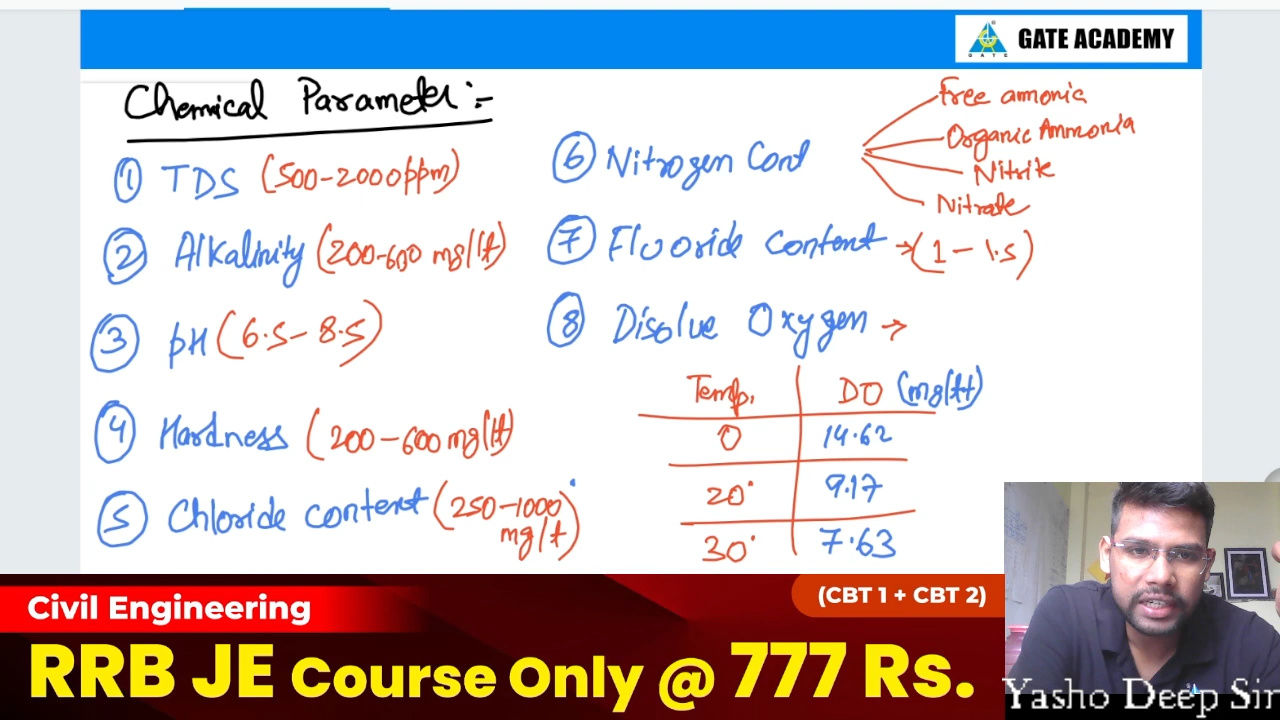 GATE ACADEMY
GATE
Chemical Parameter :-
① TDS (500-2000ppm)
② Alkalinity (200-600 mg/lt)
③ pH (6.5-8.5)
④ Hardness (200-600 mg/lt)
⑤ Chloride content (250-1000 mg/lt)
⑥ Nitrogen Cont
Free amonia
Organic Ammonia
Nitrite
Nitrate
⑦ Fluoride content → (1-1.5)
⑧ Disolve Oxygen →
Temp. DO (mg/lt)
0 14.62
20° 9.17
30° 7.63
Civil Engineering
(CBT 1 + CBT 2)
RRB JE Course Only @ 777 Rs.
Yasho Deep Sir